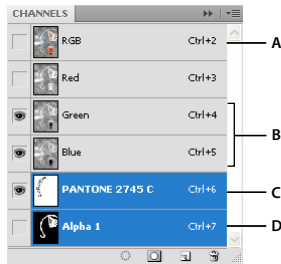 CHANNELS
RGB Ctrl+2 A
Red Ctrl+3
Green Ctrl+4
B
Blue Ctrl+5
PANTONE 2745 C Ctrl+6 C
Alpha 1 Ctrl+7 D